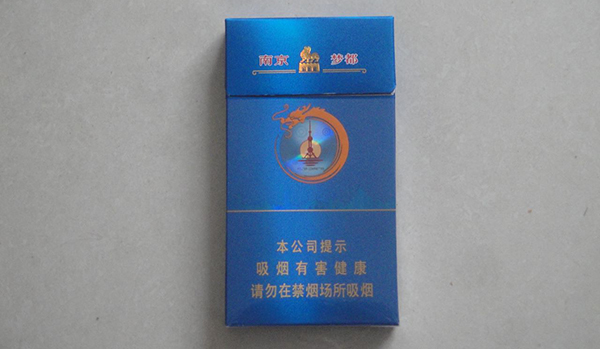 南京 梦都
本公司提示
吸烟有害健康
请勿在禁烟场所吸烟